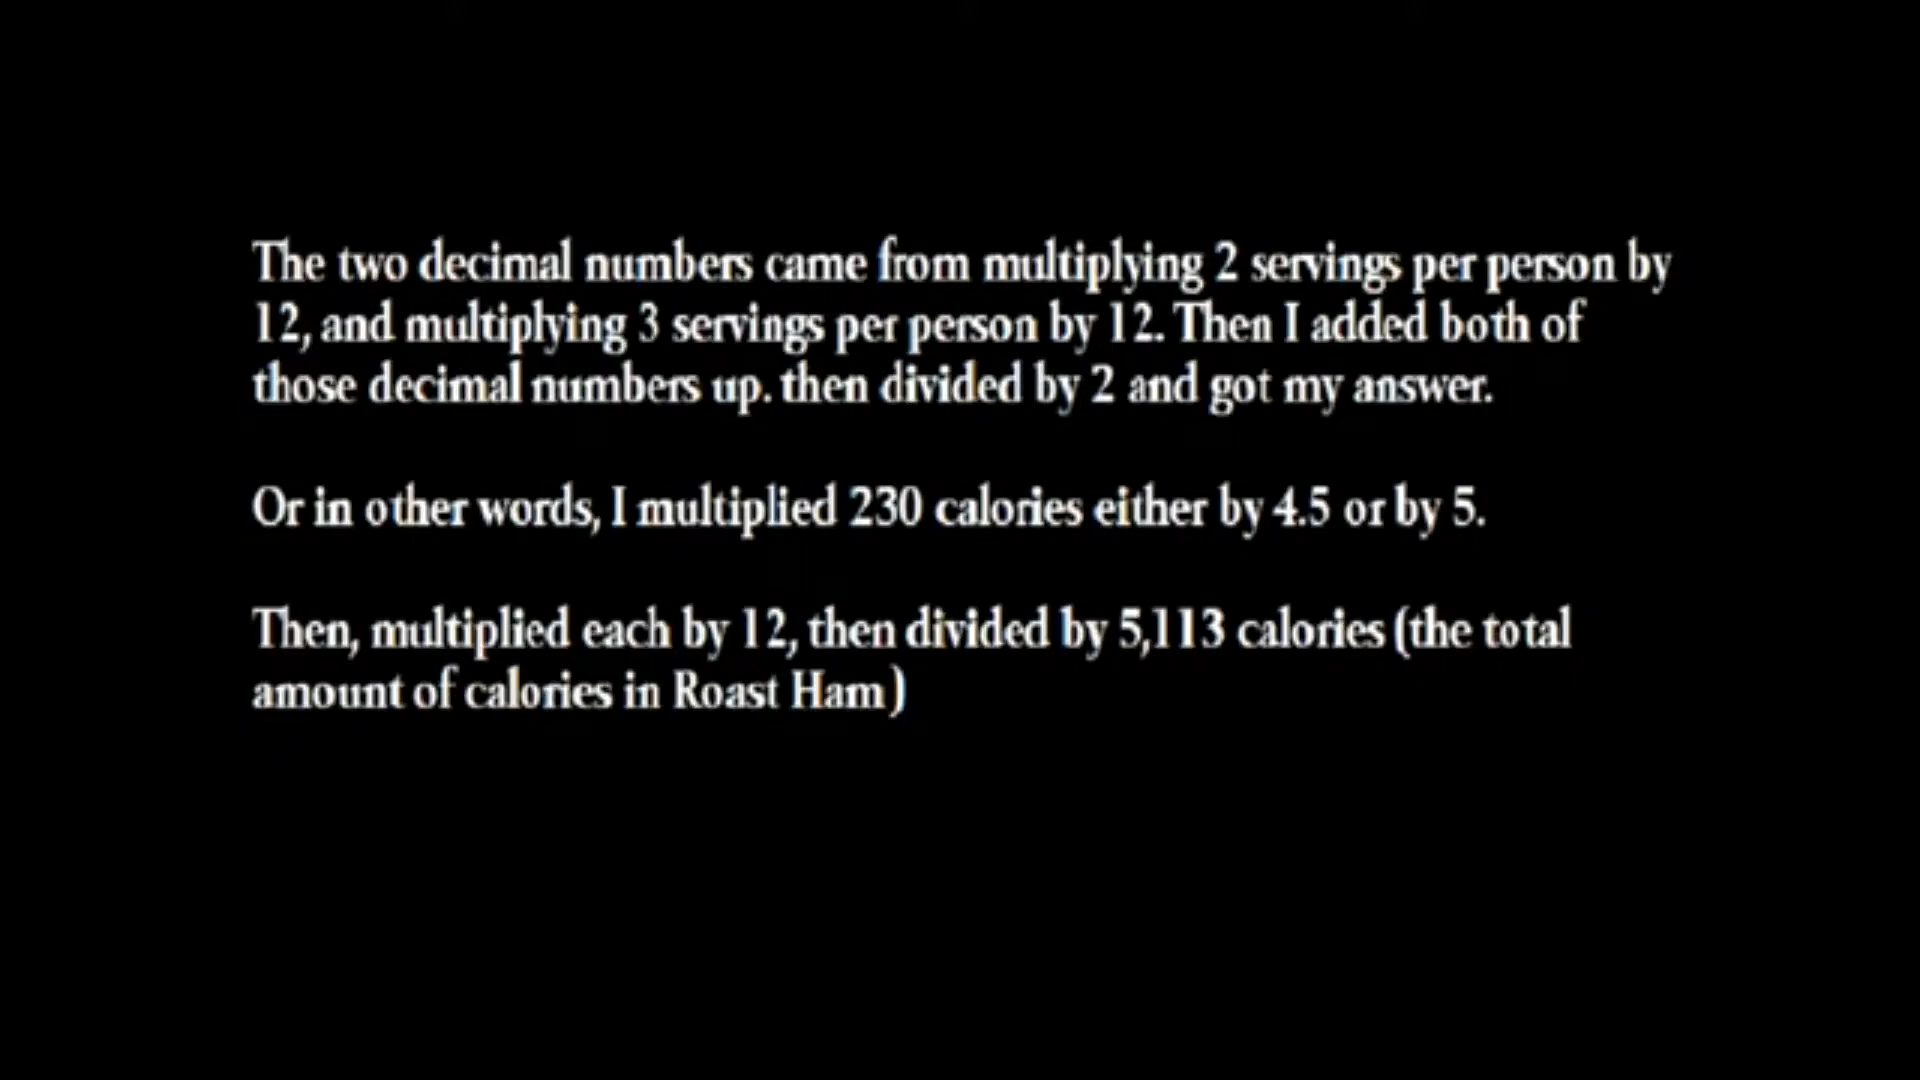 The two decimal numbers came from multiplying 2 servings per person by
12, and multiplying 3 servings per person by 12. Then I added both of
those decimal numbers up. then divided by 2 and got my answer.
Or in other words, I multiplied 230 calories either by 4.5 or by 5.
Then, multiplied each by 12, then divided by 5,113 calories (the total
amount of calories in Roast Ham)